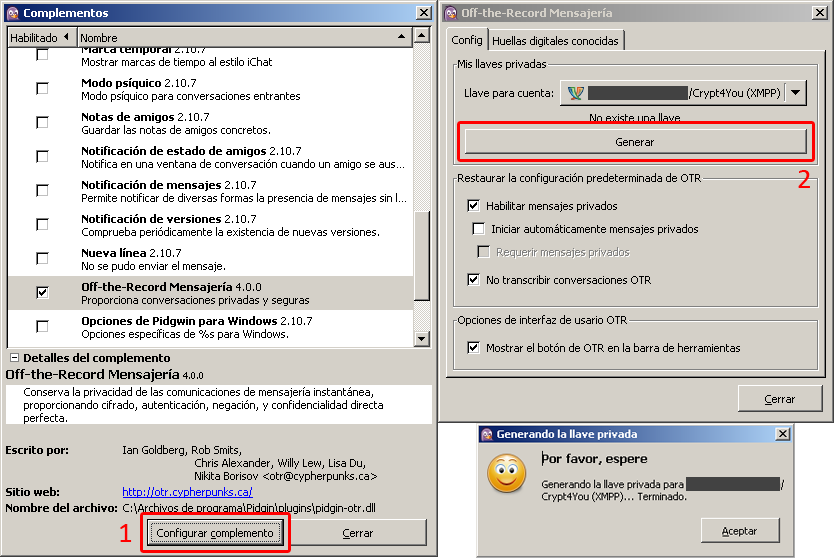 Complementos
Habilitado Nombre
Marca temporal 2.10.7
Mostrar marcas de tiempo al estilo iChat
Modo psíquico 2.10.7
Modo psíquico para conversaciones entrantes
Notas de amigos 2.10.7
Guardar las notas de amigos concretos.
Notificación de estado de amigos 2.10.7
Notifica en una ventana de conversación cuando un amigo se aus...
Notificación de mensajes 2.10.7
Permite notificar de diversas formas la presencia de mensajes sin l...
Notificación de versiones 2.10.7
Comprueba periódicamente la existencia de nuevas versiones.
Nueva línea 2.10.7
No se pudo enviar el mensaje.
Off-the-Record Mensajería 4.0.0
Proporciona conversaciones privadas y seguras
Opciones de Pidgwin para Windows 2.10.7
Opciones específicas de %s para Windows.
Detalles del complemento
Off-the-Record Mensajería 4.0.0
Conserva la privacidad de las comunicaciones de mensajería instantánea,
proporcionando cifrado, autenticación, negación, y confidencialidad directa
perfecta.
Escrito por: Ian Goldberg, Rob Smits,
Chris Alexander, Willy Lew, Lisa Du,
Nikita Borisov <otr@cypherpunks.ca>
Sitio web: http://otr.cypherpunks.ca/
Nombre del archivo: C:\Archivos de programa\Pidgin\plugins\pidgin-otr.dll
1 Configurar complemento Cerrar
Off-the-Record Mensajería
Config Huellas digitales conocidas
Mis llaves privadas
Llave para cuenta: /Crypt4You (XMPP)
No existe una llave
Generar
2
Restaurar la configuración predeterminada de OTR
Habilitar mensajes privados
Iniciar automáticamente mensajes privados
Requerir mensajes privados
No transcribir conversaciones OTR
Opciones de interfaz de usario OTR
Mostrar el botón de OTR en la barra de herramientas
Cerrar
Generando la llave privada
Por favor, espere
Generando la llave privada para /
Crypt4You (XMPP)... Terminado.
Aceptar